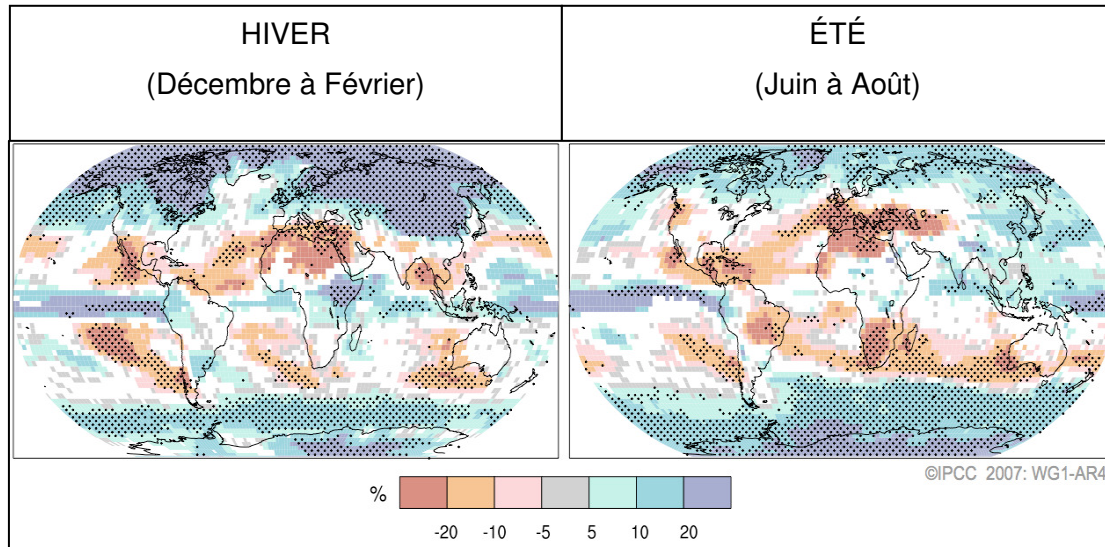 HIVER
(Décembre à Février)
ÉTÉ
(Juin à Août)
©IPCC 2007: WG1-AR4
%
-20 -10 -5 5 10 20